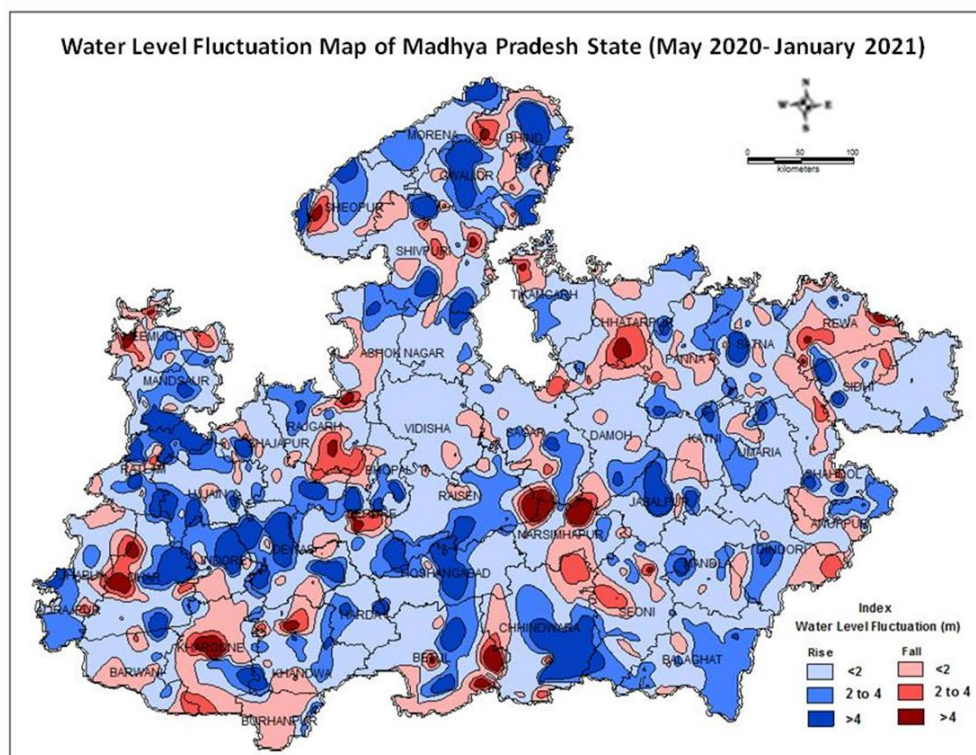 Water Level Fluctuation Map of Madhya Pradesh State (May 2020- January 2021)
N
W E
S
0 50 100
kilometers
MORENA
BHIND
GWALIOR
SHEOPUR
SHIVPURI
TIKAMGARH
CHHATARPUR
REWA
NEEMUCH
PANNA
SATNA
ASHOK NAGAR
SIDHI
MANDSAUR
RAJGARH
VIDISHA
SAGAR
DAMOH
KATNI
SHAJAPUR
UMARIA
RATLAM
BHOPAL
SHAHDOL
UJJAIN
RAISEN
JABALPUR
ANUPPUR
NARSIMHAPUR
DEWAS
INDORE
DINDORI
JHABUA
DHAR
HOSHANGABAD
MANDLA
HARDA
SEONI
CHHINDWARA
KHARGONE
BETUL
BALAGHAT
BARWANI
KHANDWA
BURHANPUR
Index
Water Level Fluctuation (m)
Rise Fall
<2 <2
2 to 4 2 to 4
>4 >4